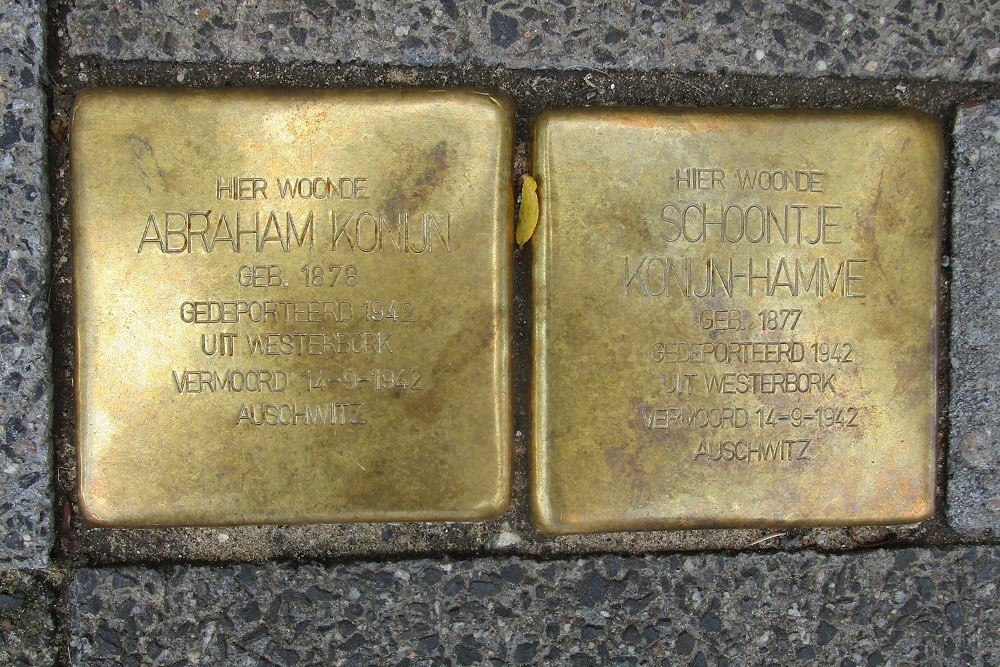 HIER WOONDE
ABRAHAM KONIJN
GEB. 1878
GEDEPORTEERD 1942
UIT WESTERBORK
VERMOORD 14-9-1942
AUSCHWITZ
HIER WOONDE
SCHOONTJE
KONIJN-HAMME
GEB. 1877
GEDEPORTEERD 1942
UIT WESTERBORK
VERMOORD 14-9-1942
AUSCHWITZ